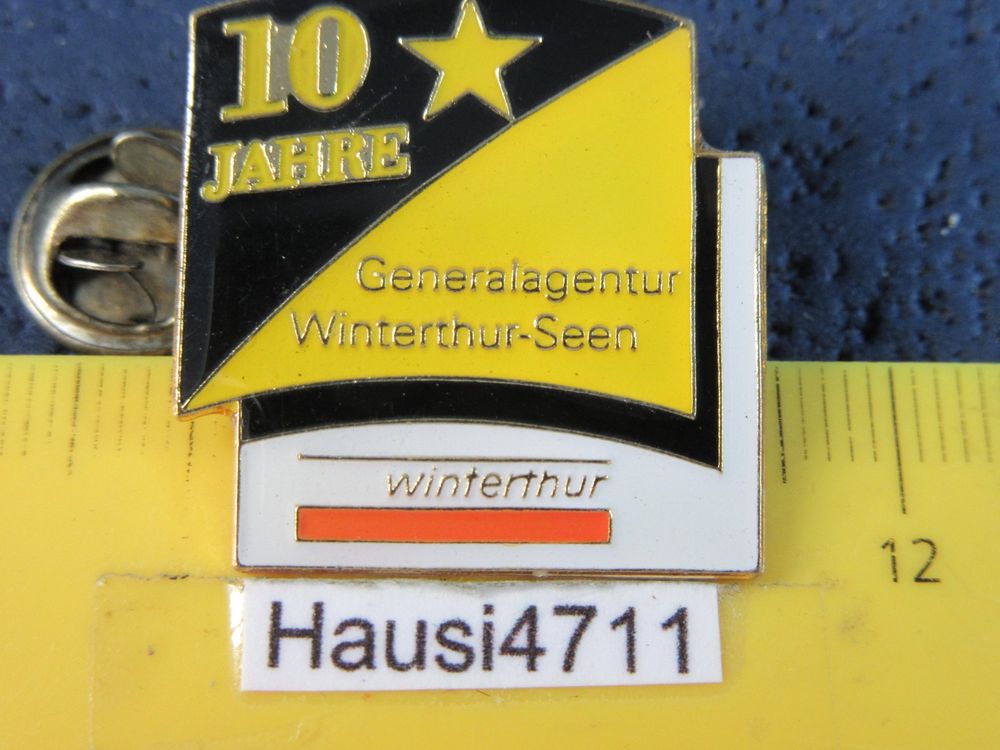 10
JAHRE
Generalagentur
Winterthur-Seen
winterthur
12
Hausi4711